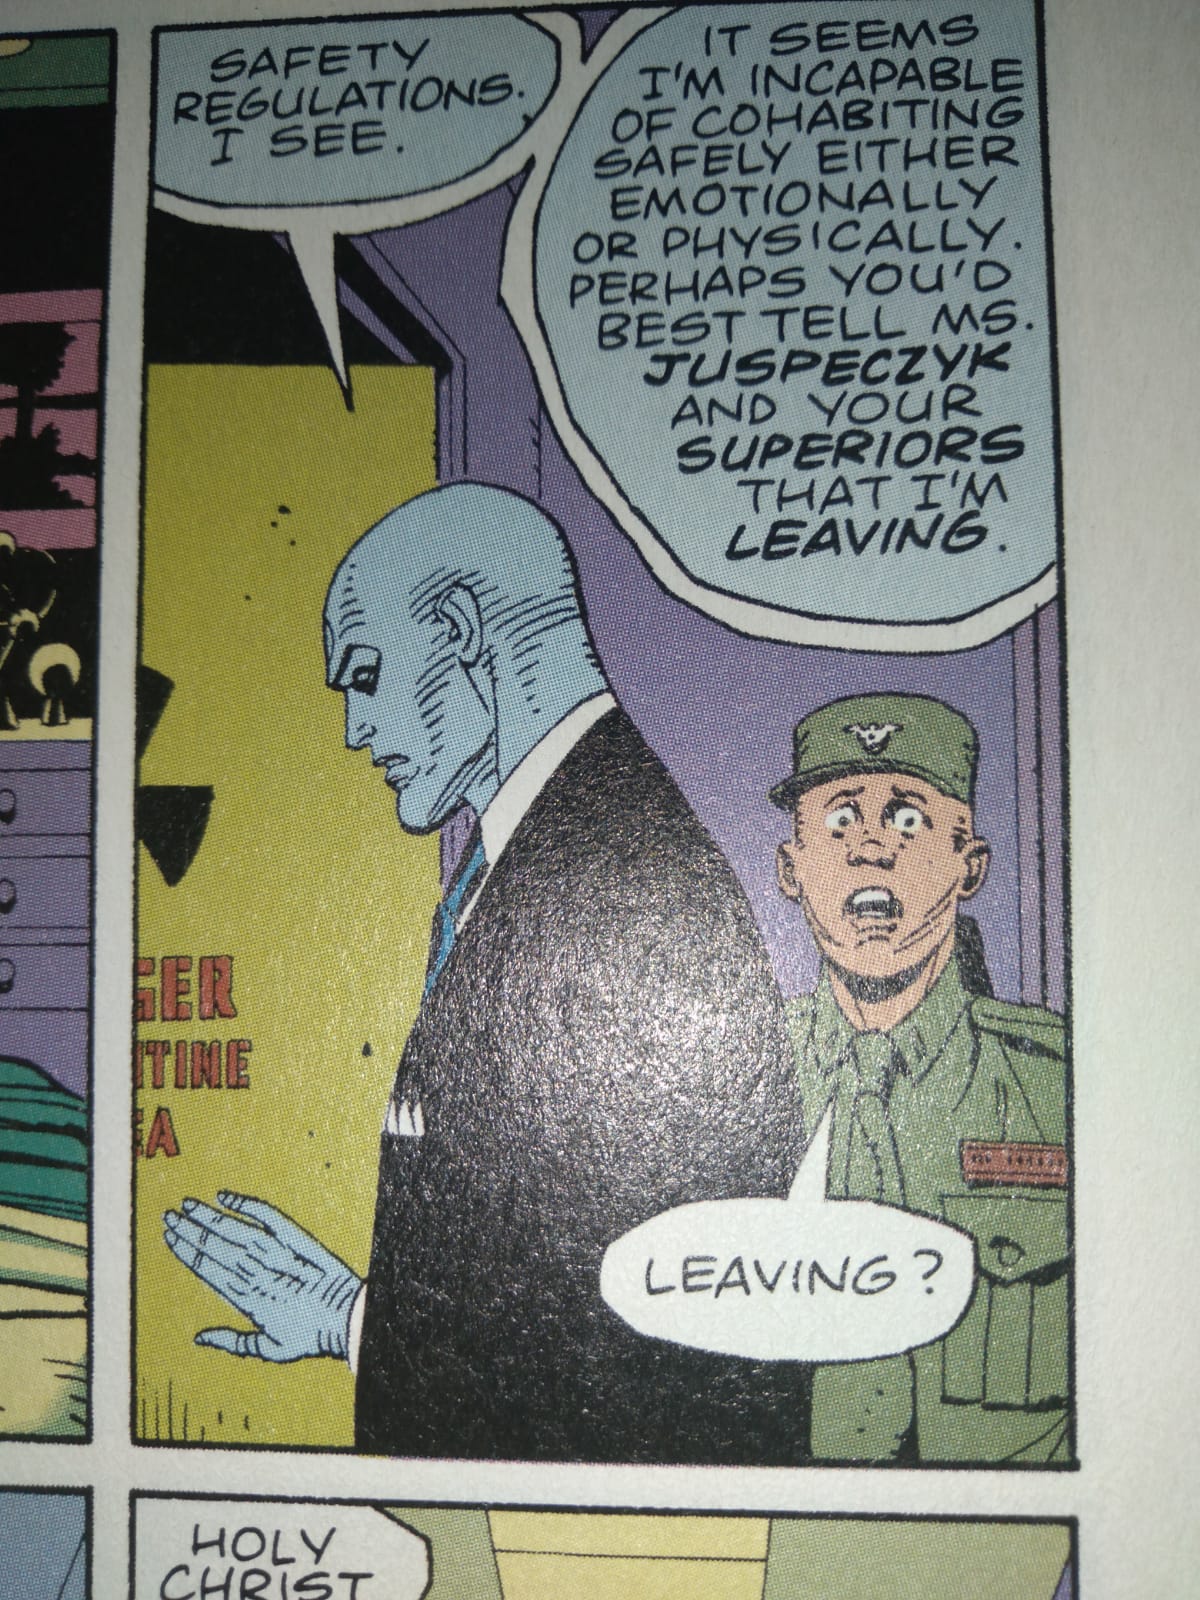 SAFETY
REGULATIONS.
I SEE.
IT SEEMS
I'M INCAPABLE
OF COHABITING
SAFELY EITHER
EMOTIONALLY
OR PHYSICALLY.
PERHAPS YOU'D
BEST TELL MS.
JUSPECZYK
AND YOUR
SUPERIORS
THAT I'M
LEAVING.
GER
TINE
EA
LEAVING?
HOLY
CHRIST